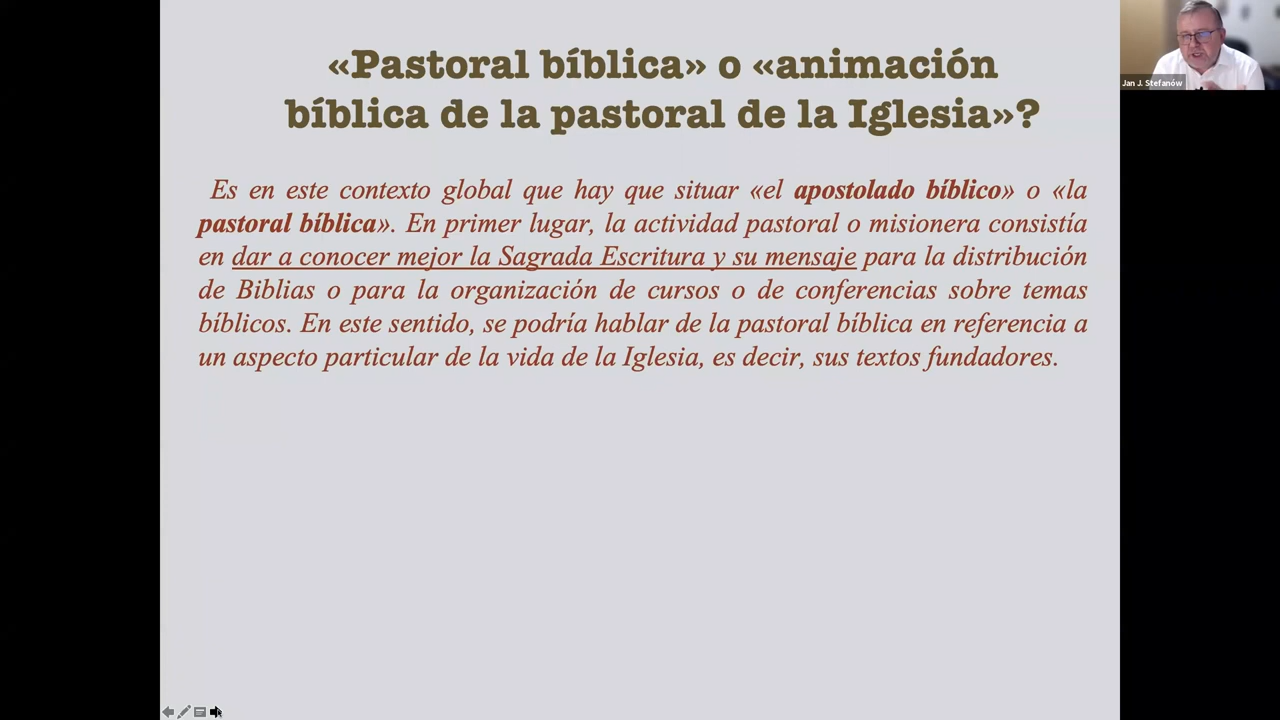 «Pastoral bíblica» o «animación
bíblica de la pastoral de la Iglesia»?
Es en este contexto global que hay que situar «el apostolado bíblico» o «la
pastoral bíblica». En primer lugar, la actividad pastoral o misionera consistía
en dar a conocer mejor la Sagrada Escritura y su mensaje para la distribución
de Biblias o para la organización de cursos o de conferencias sobre temas
bíblicos. En este sentido, se podría hablar de la pastoral bíblica en referencia a
un aspecto particular de la vida de la Iglesia, es decir, sus textos fundadores.
Jan J. Stefanów